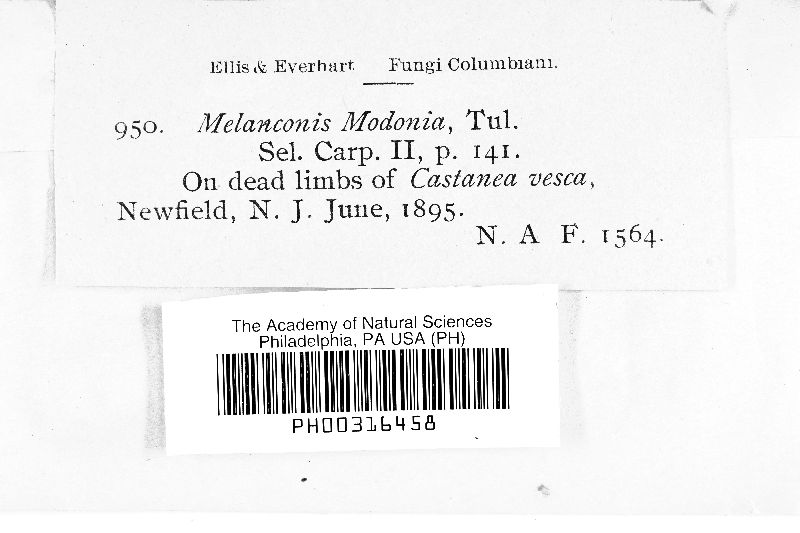 Ellis & Everhart Fungi Columbiani.
950. Melanconis Modonia, Tul.
Sel. Carp. II, p. 141.
On dead limbs of Castanea vesca,
Newfield, N. J. June, 1895.
N. A F. 1564.
The Academy of Natural Sciences
Philadelphia, PA USA (PH)
PH00316458